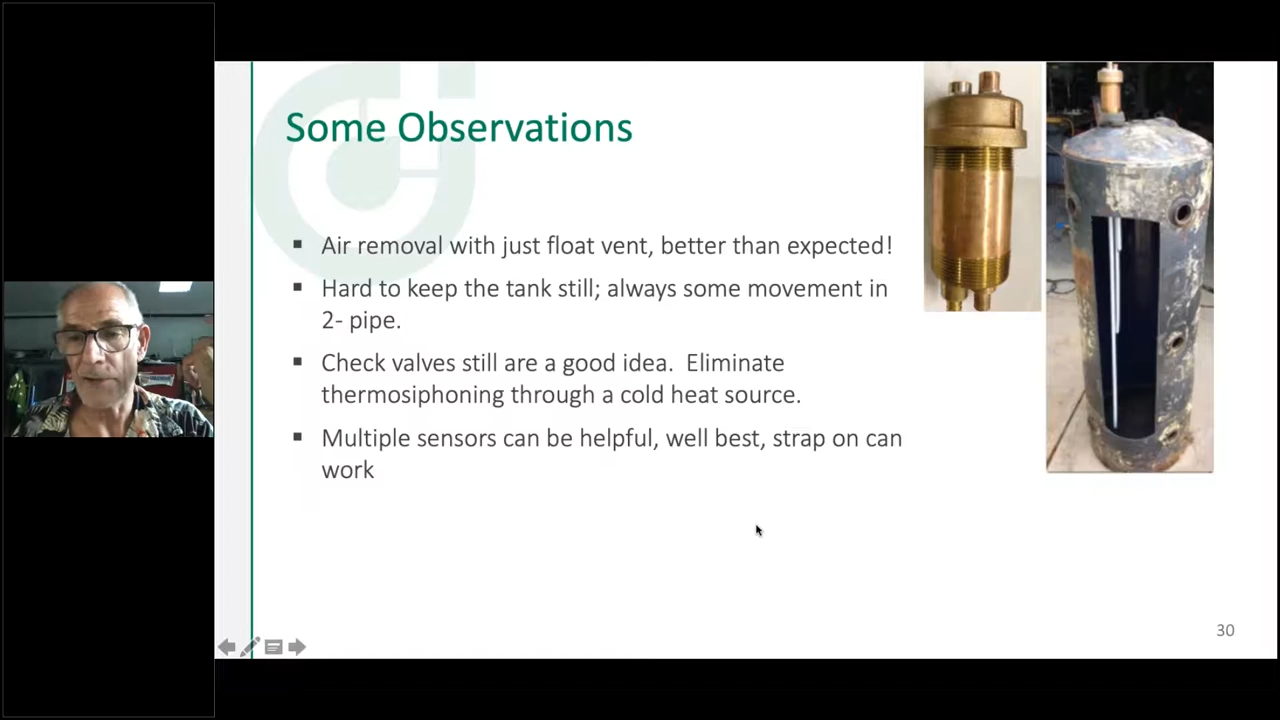 Some Observations
▪ Air removal with just float vent, better than expected!
▪ Hard to keep the tank still; always some movement in
2- pipe.
▪ Check valves still are a good idea.  Eliminate
thermosiphoning through a cold heat source.
▪ Multiple sensors can be helpful, well best, strap on can
work
30